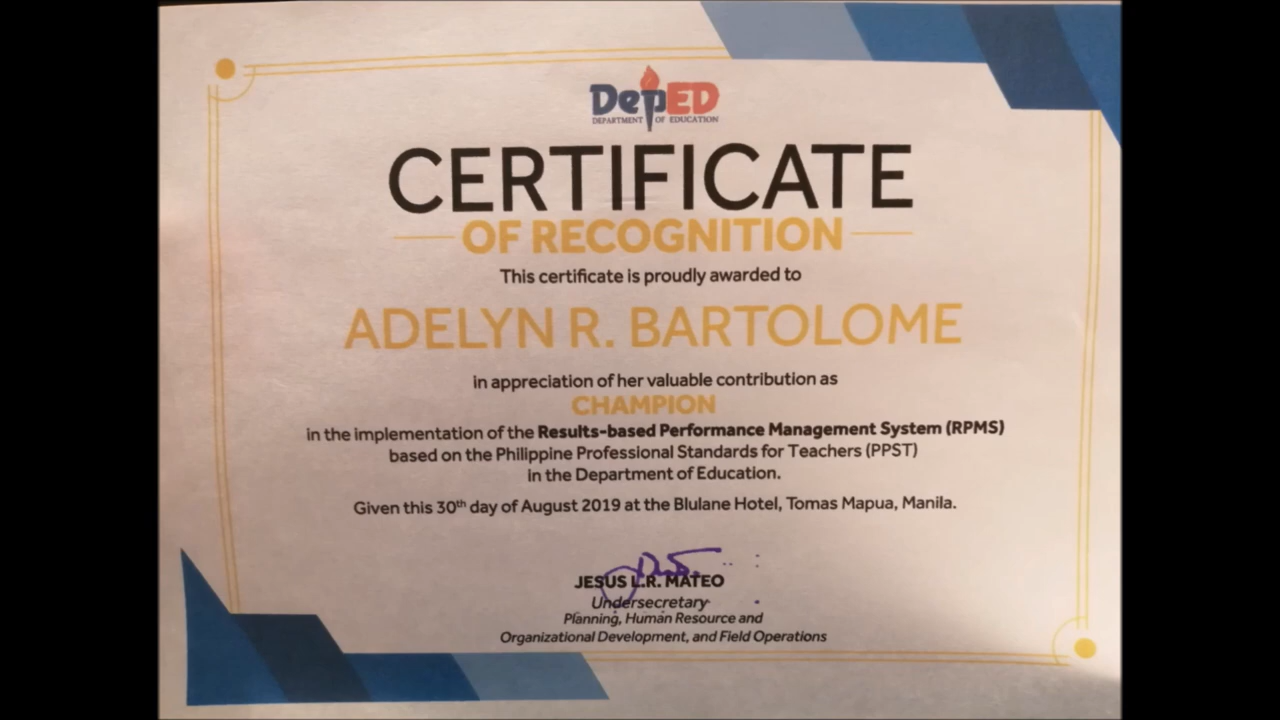 DepED
DEPARTMENT OF EDUCATION
CERTIFICATE
OF RECOGNITION
This certificate is proudly awarded to
ADELYN R. BARTOLOME
in appreciation of her valuable contribution as
CHAMPION
in the implementation of the Results-based Performance Management System (RPMS)
based on the Philippine Professional Standards for Teachers (PPST)
in the Department of Education.
Given this 30th day of August 2019 at the Blulane Hotel, Tomas Mapua, Manila.
JESUS L.R. MATEO
Undersecretary
Planning, Human Resource and
Organizational Development, and Field Operations